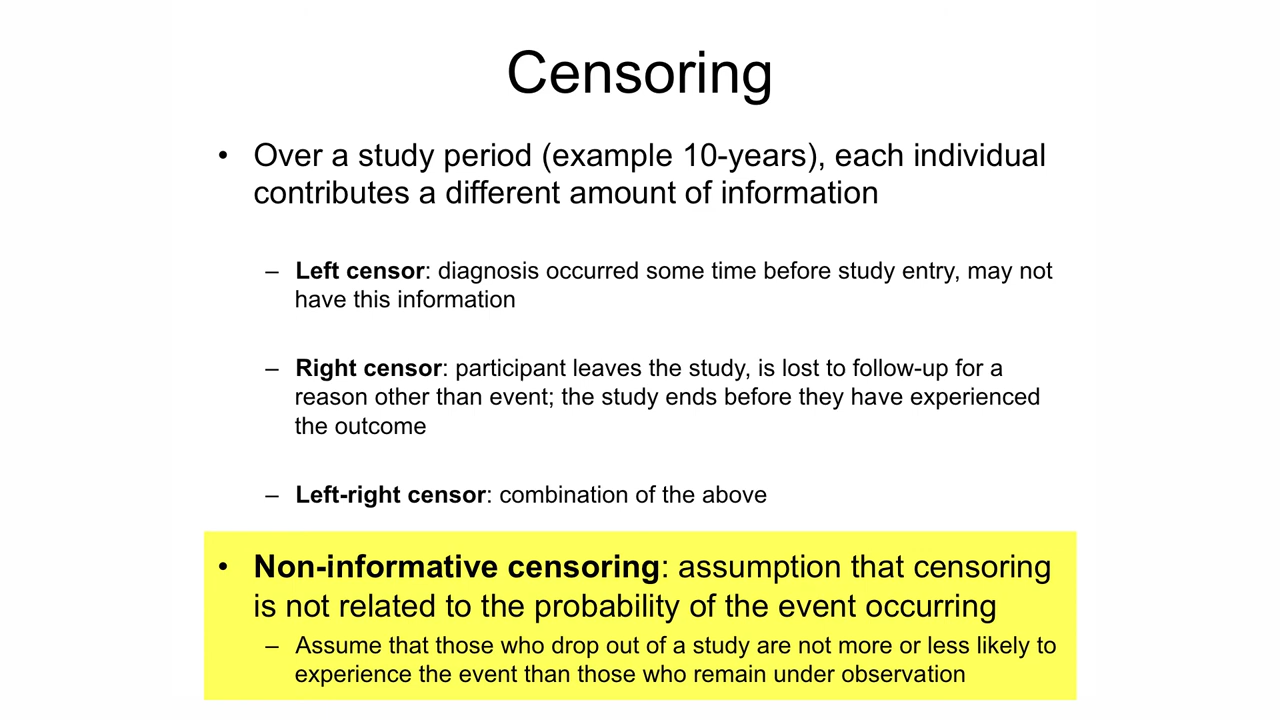 Censoring
• Over a study period (example 10-years), each individual
contributes a different amount of information
– Left censor: diagnosis occurred some time before study entry, may not
have this information
– Right censor: participant leaves the study, is lost to follow-up for a
reason other than event; the study ends before they have experienced
the outcome
– Left-right censor: combination of the above
• Non-informative censoring: assumption that censoring
is not related to the probability of the event occurring
– Assume that those who drop out of a study are not more or less likely to
experience the event than those who remain under observation